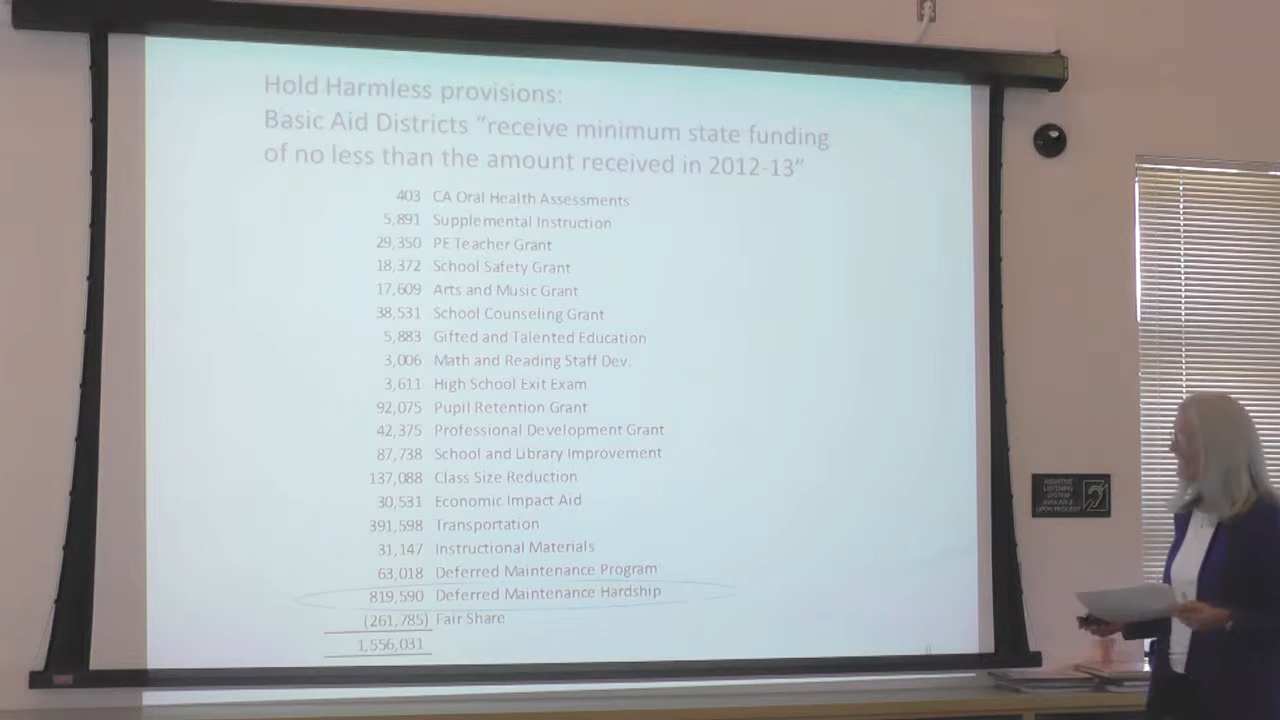 Hold Harmless provisions:
Basic Aid Districts “receive minimum state funding
of no less than the amount received in 2012-13”
403 CA Oral Health Assessments
5,891 Supplemental Instruction
29,350 PE Teacher Grant
18,372 School Safety Grant
17,609 Arts and Music Grant
38,531 School Counseling Grant
5,883 Gifted and Talented Education
3,006 Math and Reading Staff Dev.
3,611 High School Exit Exam
92,075 Pupil Retention Grant
42,375 Professional Development Grant
87,738 School and Library Improvement
137,088 Class Size Reduction
30,531 Economic Impact Aid
391,598 Transportation
31,147 Instructional Materials
63,018 Deferred Maintenance Program
819,590 Deferred Maintenance Hardship
(261,785) Fair Share
1,556,031
ASSISTIVE
LISTENING
SYSTEM
AVAILABLE
UPON REQUEST